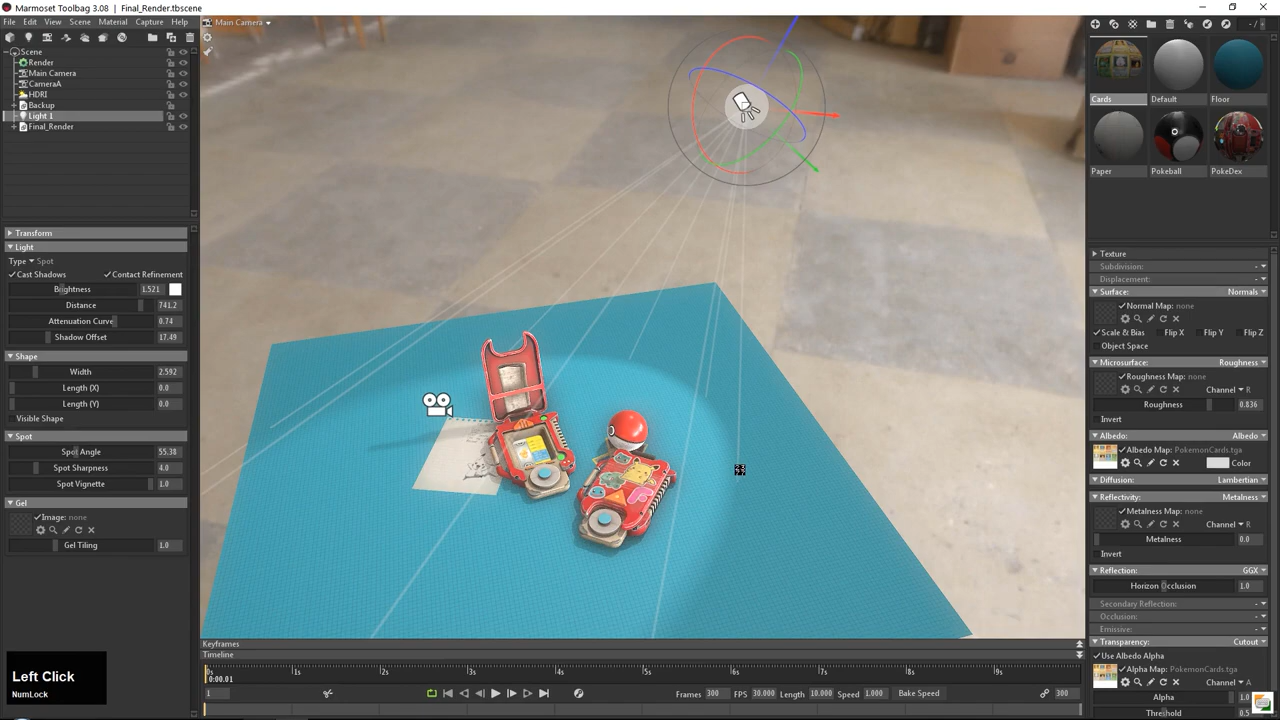 Marmoset Toolbag 3.08 - Final_Render.tbscene
File Edit View Scene Material Capture Help
Main Camera
Scene
Render
Main Camera
CameraA
HDRI
Backup
Light 1
Final_Render
Transform
Light
Type Spot
Cast Shadows Contact Refinement
Brightness 1.521
Distance 741.2
Attenuation Curve 0.74
Shadow Offset 17.49
Shape
Width 2.592
Length (X) 0.0
Length (Y) 0.0
Visible Shape
Spot
Spot Angle 55.38
Spot Sharpness 4.0
Spot Vignette 1.0
Gel
Image: none
Gel Tiling 1.0
Left Click
NumLock
Keyframes
Timeline
0s 1s 2s 3s 4s 5s 6s 7s 8s 9s
0:00.01
1 Frames 300 FPS 30.000 Length 10.000 Speed 1.000 Bake Speed 300
Cards Default Floor
Paper Pokeball PokeDex
Texture
Subdivision: -
Displacement: -
Surface: Normals
Normal Map: none
Scale & Bias Flip X Flip Y Flip Z
Object Space
Microsurface: Roughness
Roughness Map: none
Channel R
Roughness 0.836
Invert
Albedo: Albedo
Albedo Map: PokemonCards.tga
Color
Diffusion: Lambertian
Reflectivity: Metalness
Metalness Map: none
Channel R
Metalness 0.0
Invert
Reflection: GGX
Horizon Occlusion 1.0
Secondary Reflection: -
Occlusion: -
Emissive: -
Transparency: Cutout
Use Albedo Alpha
Alpha Map: PokemonCards.tga
Channel A
Alpha 1.0
Threshold 0.5